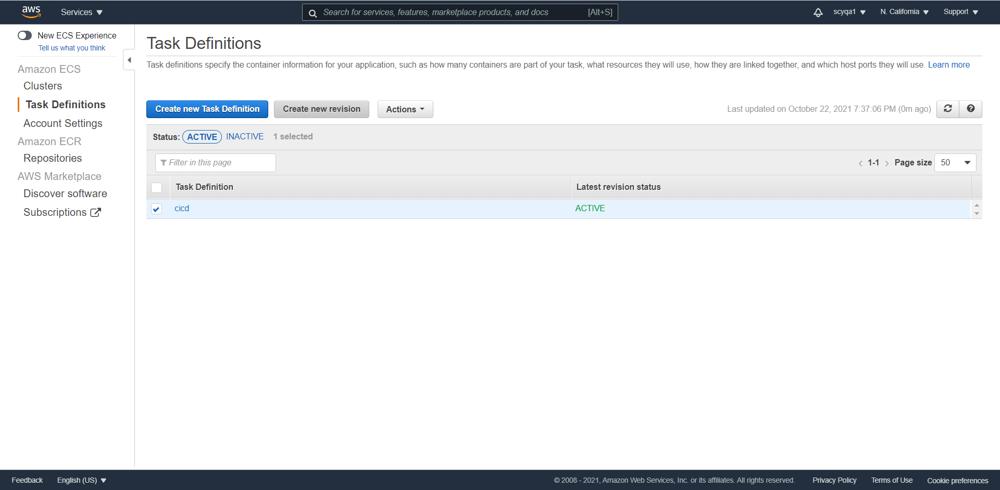 aws Services Search for services, features, marketplace products, and docs [Alt+S] scyqa1 N. California Support
New ECS Experience
Tell us what you think
Amazon ECS
Clusters
Task Definitions
Account Settings
Amazon ECR
Repositories
AWS Marketplace
Discover software
Subscriptions
Task Definitions
Task definitions specify the container information for your application, such as how many containers are part of your task, what resources they will use, how they are linked together, and which host ports they will use. Learn more
Create new Task Definition Create new revision Actions Last updated on October 22, 2021 7:37:06 PM (0m ago)
Status: ACTIVE INACTIVE 1 selected
Filter in this page < 1-1 > Page size 50
Task Definition Latest revision status
cicd ACTIVE
Feedback English (US) © 2008 - 2021, Amazon Web Services, Inc. or its affiliates. All rights reserved. Privacy Policy Terms of Use Cookie preferences